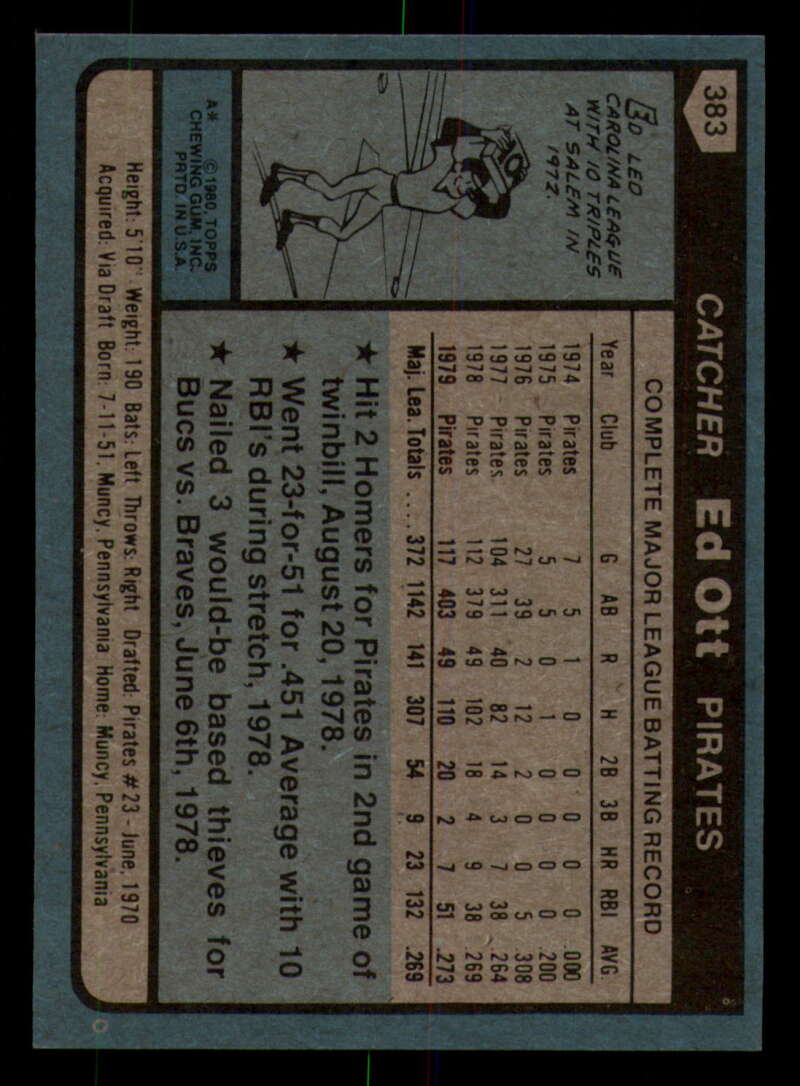 383
CATCHER Ed Ott PIRATES
ED LED
CAROLINA LEAGUE
WITH 10 TRIPLES
AT SALEM IN
1972.
A* ©1980, TOPPS
CHEWING GUM, INC.
PRTD. IN U.S.A.
COMPLETE MAJOR LEAGUE BATTING RECORD
Year Club G AB R H 2B 3B HR RBI AVG.
1974 Pirates 7 5 1 0 0 0 0 0 .000
1975 Pirates 5 5 0 1 0 0 0 0 .200
1976 Pirates 27 39 2 12 2 0 0 5 .308
1977 Pirates 104 311 40 82 14 3 7 38 .264
1978 Pirates 112 379 49 102 18 4 9 38 .269
1979 Pirates 117 403 49 110 20 2 7 51 .273
Maj. Lea. Totals .... 372 1142 141 307 54 9 23 132 .269
★ Hit 2 Homers for Pirates in 2nd game of
twinbill, August 20, 1978.
★ Went 23-for-51 for .451 Average with 10
RBI's during stretch, 1978.
★ Nailed 3 would-be based thieves for
Bucs vs. Braves, June 6th, 1978.
Height: 5'10" Weight: 190 Bats: Left Throws: Right Drafted: Pirates #23 - June, 1970
Acquired: Via Draft Born: 7-11-51, Muncy, Pennsylvania Home: Muncy, Pennsylvania